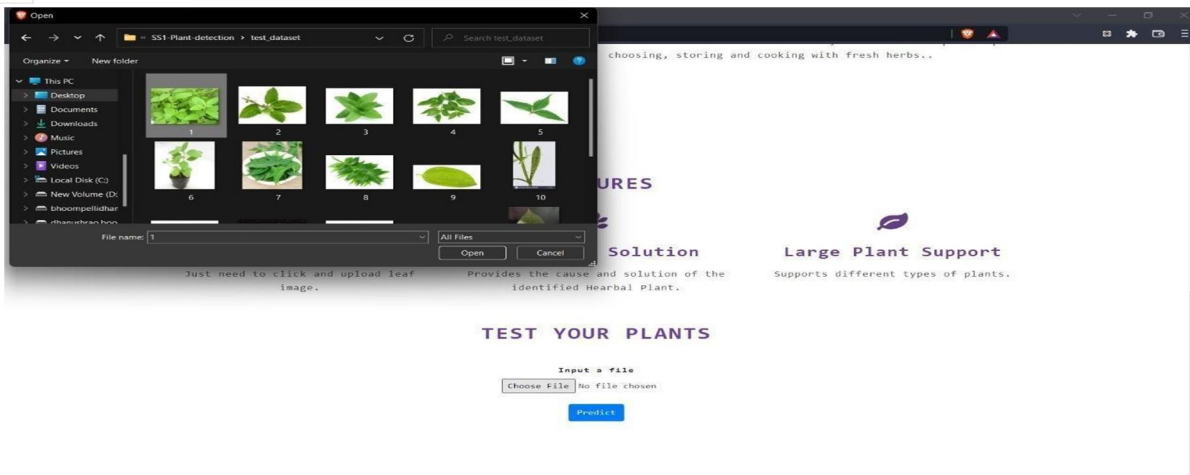 Open
SS1-Plant-detection > test_dataset
Search test_dataset
Organize
New folder
This PC
Desktop
Documents
Downloads
Music
Pictures
Videos
Local Disk (C:)
New Volume (D:
bhoompellidhar
1
2
3
4
5
6
7
8
9
10
File name: 1
All Files
Open
Cancel
choosing, storing and cooking with fresh herbs..
URES
Solution
Large Plant Support
Just need to click and upload leaf
image.
Provides the cause and solution of the
identified Hearbal Plant.
Supports different types of plants.
TEST YOUR PLANTS
Input a file
Choose File No file chosen
Predict